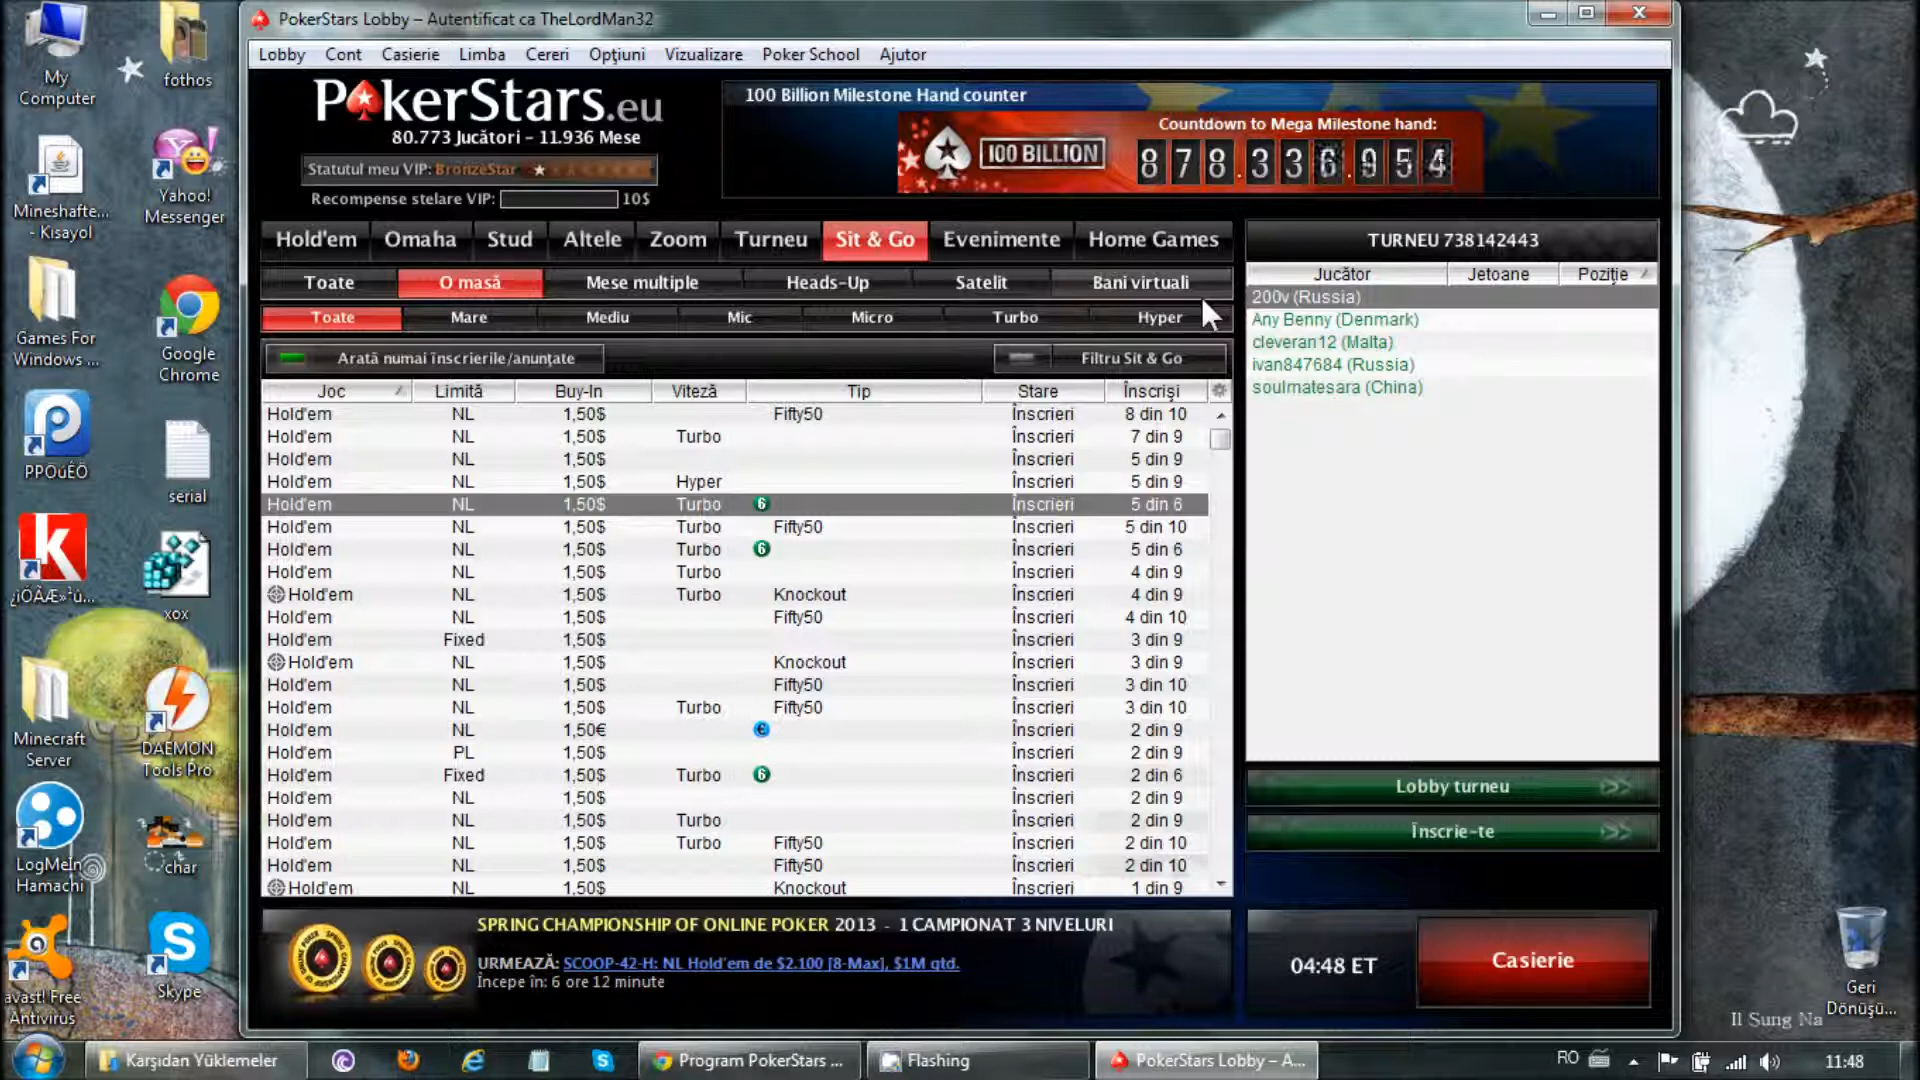 PokerStars Lobby – Autentificat ca TheLordMan32
Lobby Cont Casierie Limba Cereri Opțiuni Vizualizare Poker School Ajutor
PokerStars.eu
80.773 Jucători - 11.936 Mese
Statutul meu VIP: BronzeStar
Recompense stelare VIP: 10$
100 Billion Milestone Hand counter
100 BILLION
Countdown to Mega Milestone hand:
878.336.954
Hold'em Omaha Stud Altele Zoom Turneu Sit & Go Evenimente Home Games
Toate O masă Mese multiple Heads-Up Satelit Bani virtuali
Toate Mare Mediu Mic Micro Turbo Hyper
Arată numai înscrierile/anunțate
Filtru Sit & Go
Joc Limită Buy-In Viteză Tip Stare Înscriși
Hold'em NL 1,50$ Fifty50 Înscrieri 8 din 10
Hold'em NL 1,50$ Turbo Înscrieri 7 din 9
Hold'em NL 1,50$ Înscrieri 5 din 9
Hold'em NL 1,50$ Hyper Înscrieri 5 din 9
Hold'em NL 1,50$ Turbo 6 Înscrieri 5 din 6
Hold'em NL 1,50$ Turbo Fifty50 Înscrieri 5 din 10
Hold'em NL 1,50$ Turbo 6 Înscrieri 5 din 6
Hold'em NL 1,50$ Turbo Înscrieri 4 din 9
Hold'em NL 1,50$ Turbo Knockout Înscrieri 4 din 9
Hold'em NL 1,50$ Fifty50 Înscrieri 4 din 10
Hold'em Fixed 1,50$ Înscrieri 3 din 9
Hold'em NL 1,50$ Knockout Înscrieri 3 din 9
Hold'em NL 1,50$ Fifty50 Înscrieri 3 din 10
Hold'em NL 1,50$ Turbo Fifty50 Înscrieri 3 din 10
Hold'em NL 1,50€ € Înscrieri 2 din 9
Hold'em PL 1,50$ Înscrieri 2 din 9
Hold'em Fixed 1,50$ Turbo 6 Înscrieri 2 din 6
Hold'em NL 1,50$ Înscrieri 2 din 9
Hold'em NL 1,50$ Turbo Înscrieri 2 din 9
Hold'em NL 1,50$ Turbo Fifty50 Înscrieri 2 din 10
Hold'em NL 1,50$ Fifty50 Înscrieri 2 din 10
Hold'em NL 1,50$ Knockout Înscrieri 1 din 9
TURNEU 738142443
Jucător Jetoane Poziție
200v (Russia)
Any Benny (Denmark)
cleveran12 (Malta)
ivan847684 (Russia)
soulmatesara (China)
Lobby turneu
Înscrie-te
SPRING CHAMPIONSHIP OF ONLINE POKER 2013 - 1 CAMPIONAT 3 NIVELURI
URMEAZĂ: SCOOP-42-H: NL Hold'em de $2.100 [8-Max], $1M gtd.
Începe în: 6 ore 12 minute
04:48 ET
Casierie
My Computer
fothos
Mineshafte... - Kısayol
Yahoo! Messenger
Games For Windows ...
Google Chrome
PPÖúÊÖ
serial
xox
Minecraft Server
DAEMON Tools Pro
LogMeIn Hamachi
char
avast! Free Antivirus
Skype
Geri Dönüşü...
Il Sung Na
Karşıdan Yüklemeler
Program PokerStars ...
Flashing
PokerStars Lobby – A...
RO
11:48